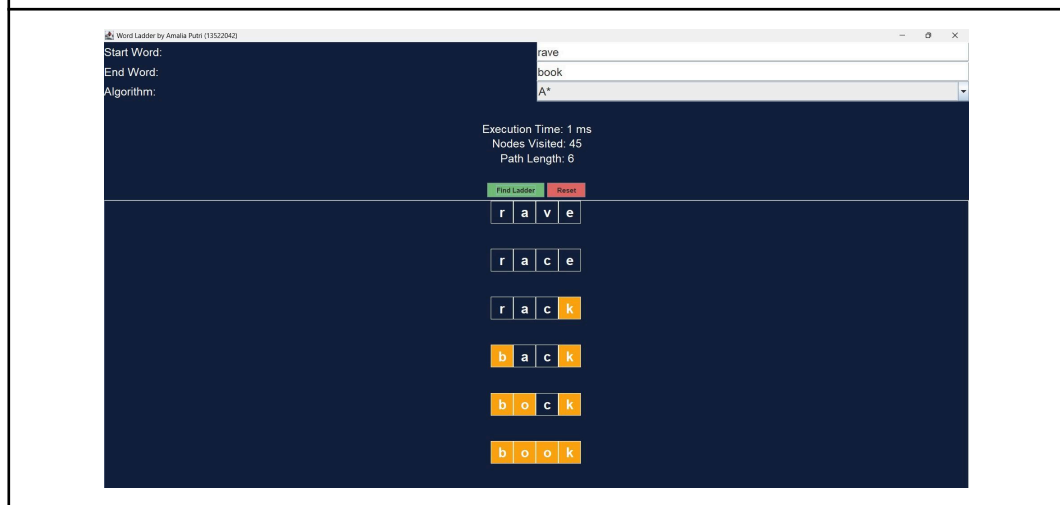 Word Ladder by Amalia Putri (13522042)
Start Word: rave
End Word: book
Algorithm: A*
Execution Time: 1 ms
Nodes Visited: 45
Path Length: 6
Find Ladder Reset
r a v e
r a c e
r a c k
b a c k
b o c k
b o o k